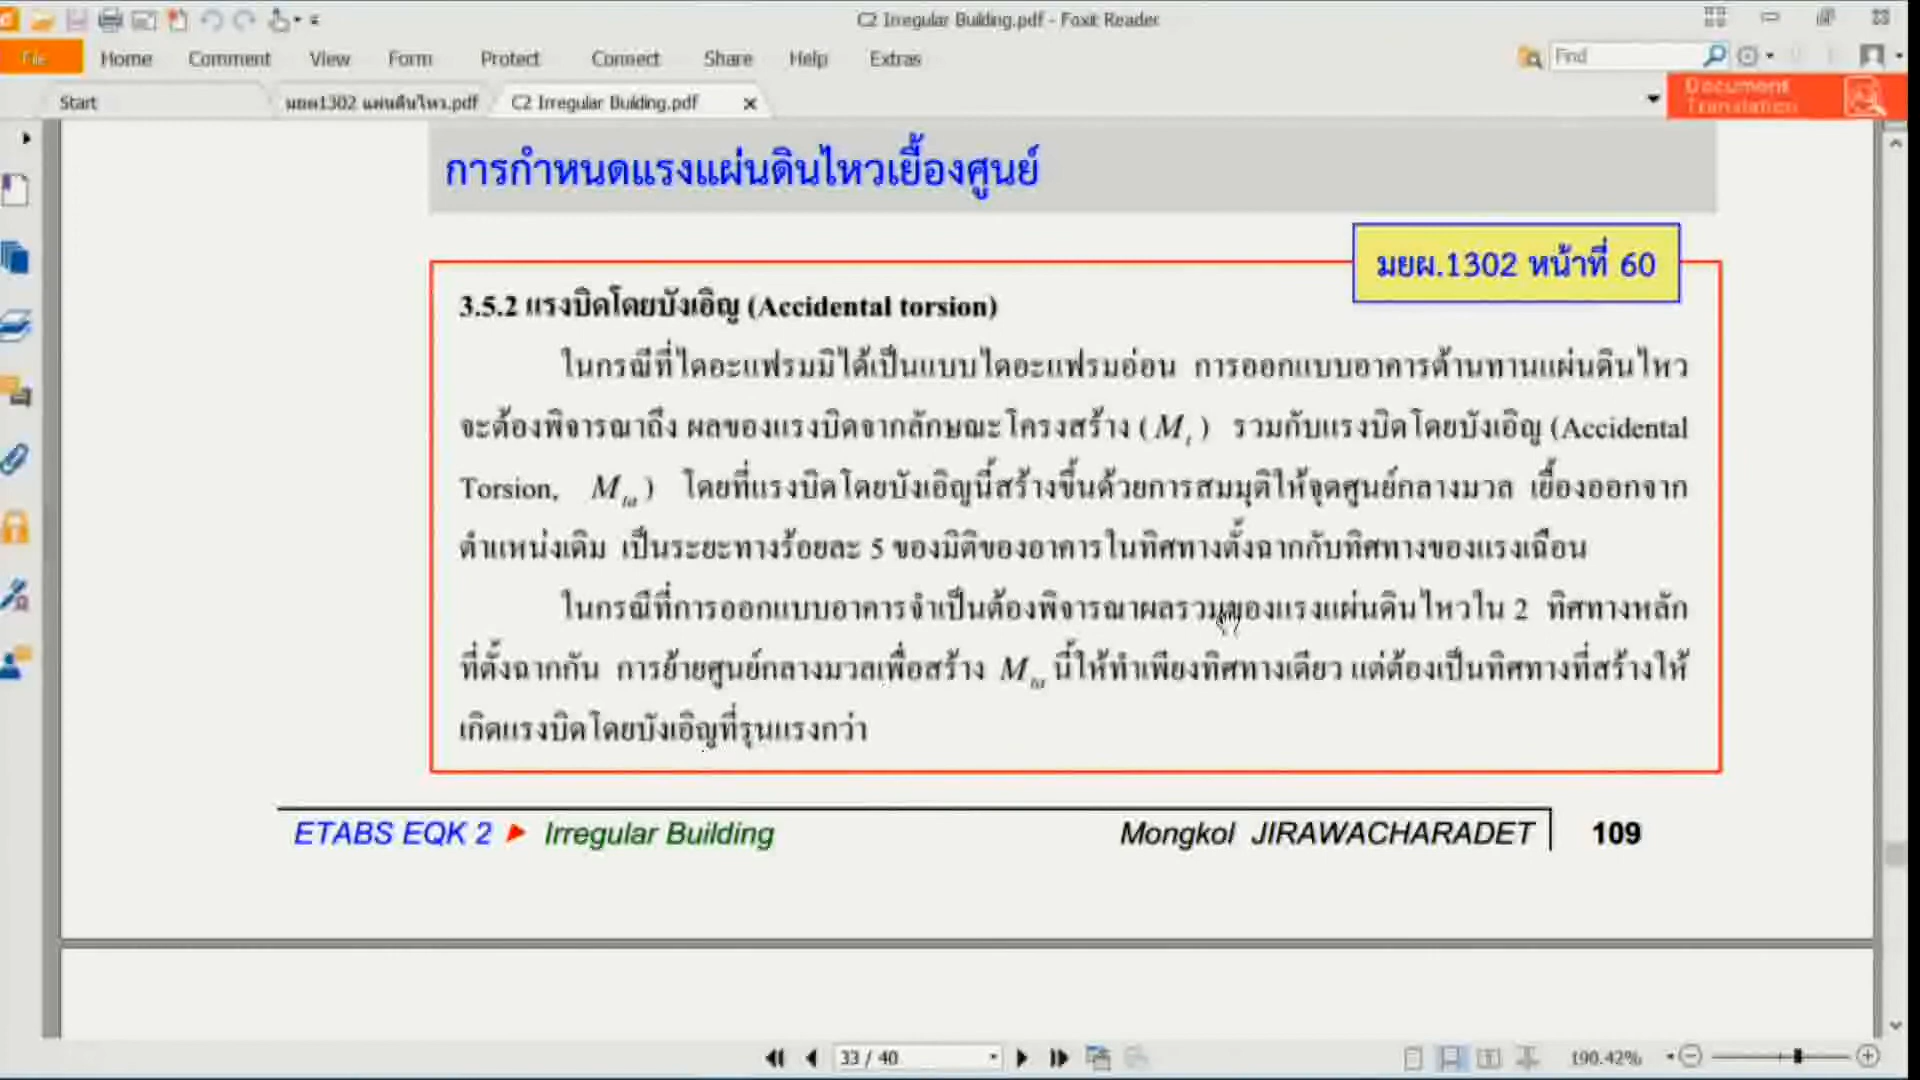 C2 Irregular Building.pdf - Foxit Reader
File Home Comment View Form Protect Connect Share Help Extras Find
Start มยผ1302 แผ่นดินไหว.pdf C2 Irregular Building.pdf
Document
Translation
การกำหนดแรงแผ่นดินไหวเยื้องศูนย์
มยผ.1302 หน้าที่ 60
3.5.2 แรงบิดโดยบังเอิญ (Accidental torsion)
ในกรณีที่ไดอะแฟรมมิได้เป็นแบบไดอะแฟรมอ่อน การออกแบบอาคารต้านทานแผ่นดินไหว
จะต้องพิจารณาถึง ผลของแรงบิดจากลักษณะโครงสร้าง ( M t ) รวมกับแรงบิดโดยบังเอิญ (Accidental
Torsion, M ta ) โดยที่แรงบิดโดยบังเอิญนี้สร้างขึ้นด้วยการสมมุติให้จุดศูนย์กลางมวล เยื้องออกจาก
ตำแหน่งเดิม เป็นระยะทางร้อยละ 5 ของมิติของอาคารในทิศทางตั้งฉากกับทิศทางของแรงเฉือน
ในกรณีที่การออกแบบอาคารจำเป็นต้องพิจารณาผลรวมของแรงแผ่นดินไหวใน 2 ทิศทางหลัก
ที่ตั้งฉากกัน การย้ายศูนย์กลางมวลเพื่อสร้าง M ta นี้ให้ทำเพียงทิศทางเดียว แต่ต้องเป็นทิศทางที่สร้างให้
เกิดแรงบิดโดยบังเอิญที่รุนแรงกว่า
ETABS EQK 2 Irregular Building Mongkol JIRAWACHARADET 109
33 / 40 190.42%